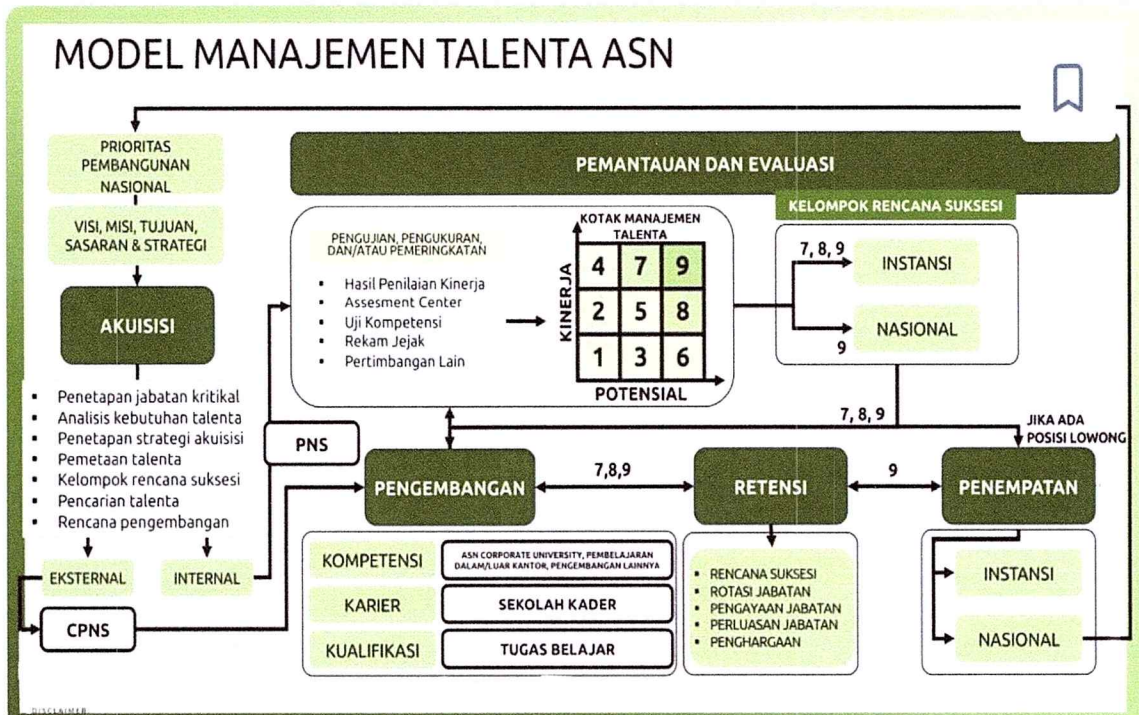 MODEL MANAJEMEN TALENTA ASN
PRIORITAS
PEMBANGUNAN
NASIONAL
VISI, MISI, TUJUAN,
SASARAN & STRATEGI
AKUISISI
▪ Penetapan jabatan kritikal
▪ Analisis kebutuhan talenta
▪ Penetapan strategi akuisisi
▪ Pemetaan talenta
▪ Kelompok rencana suksesi
▪ Pencarian talenta
▪ Rencana pengembangan
EKSTERNAL
INTERNAL
CPNS
PNS
PEMANTAUAN DAN EVALUASI
PENGUJIAN, PENGUKURAN,
DAN/ATAU PEMERINGKATAN
▪ Hasil Penilaian Kinerja
▪ Assesment Center
▪ Uji Kompetensi
▪ Rekam Jejak
▪ Pertimbangan Lain
KOTAK MANAJEMEN
TALENTA
KINERJA
4 7 9
2 5 8
1 3 6
POTENSIAL
KELOMPOK RENCANA SUKSESI
7, 8, 9
INSTANSI
NASIONAL
9
7, 8, 9
JIKA ADA
POSISI LOWONG
PENGEMBANGAN
7,8,9
RETENSI
9
PENEMPATAN
KOMPETENSI
ASN CORPORATE UNIVERSITY, PEMBELAJARAN
DALAM/LUAR KANTOR, PENGEMBANGAN LAINNYA
KARIER
SEKOLAH KADER
KUALIFIKASI
TUGAS BELAJAR
▪ RENCANA SUKSESI
▪ ROTASI JABATAN
▪ PENGAYAAN JABATAN
▪ PERLUASAN JABATAN
▪ PENGHARGAAN
INSTANSI
NASIONAL
DISCLAIMER